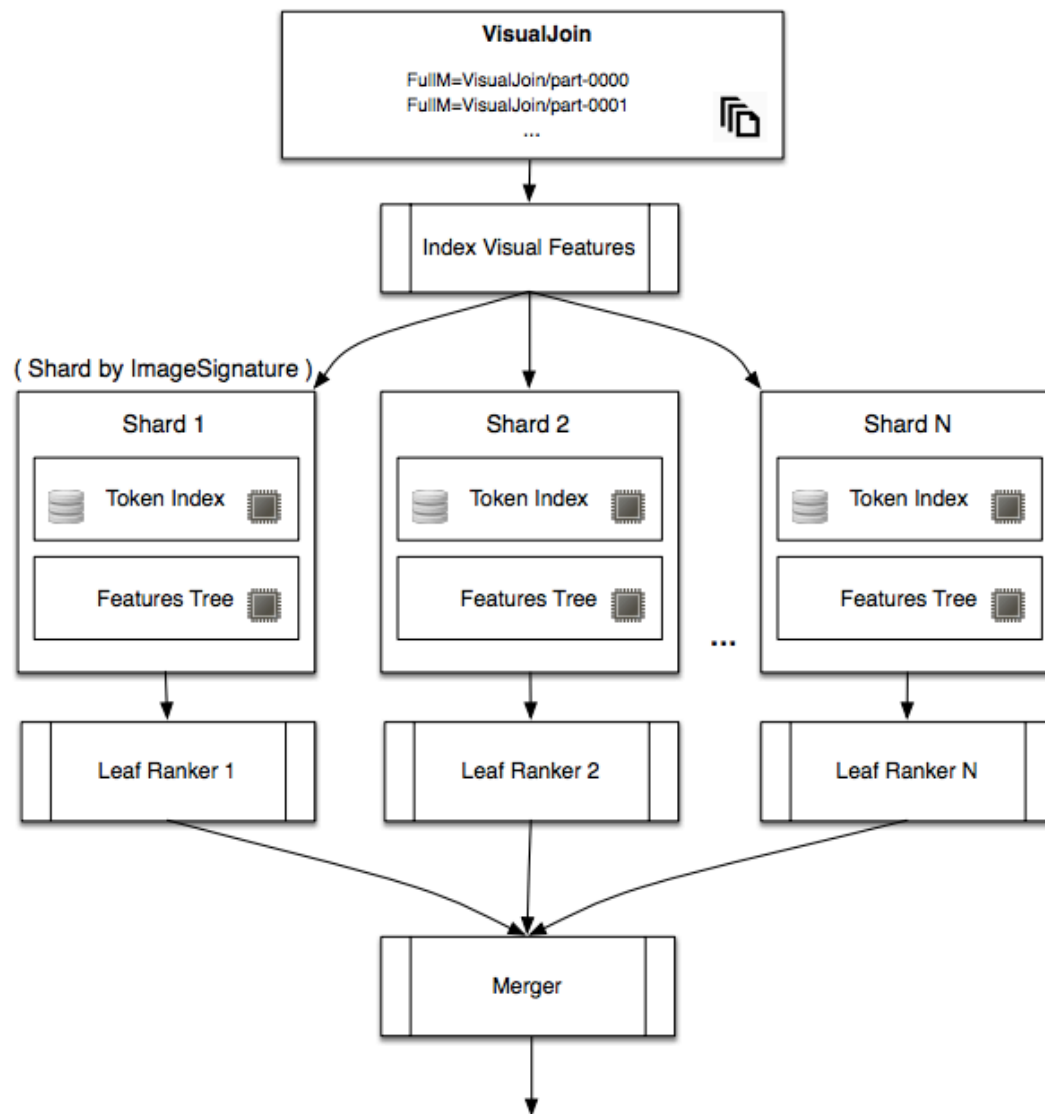 VisualJoin
FullM=VisualJoin/part-0000
FullM=VisualJoin/part-0001
...
Index Visual Features
( Shard by ImageSignature )
Shard 1
Token Index
Features Tree
Shard 2
Token Index
Features Tree
...
Shard N
Token Index
Features Tree
Leaf Ranker 1
Leaf Ranker 2
Leaf Ranker N
Merger